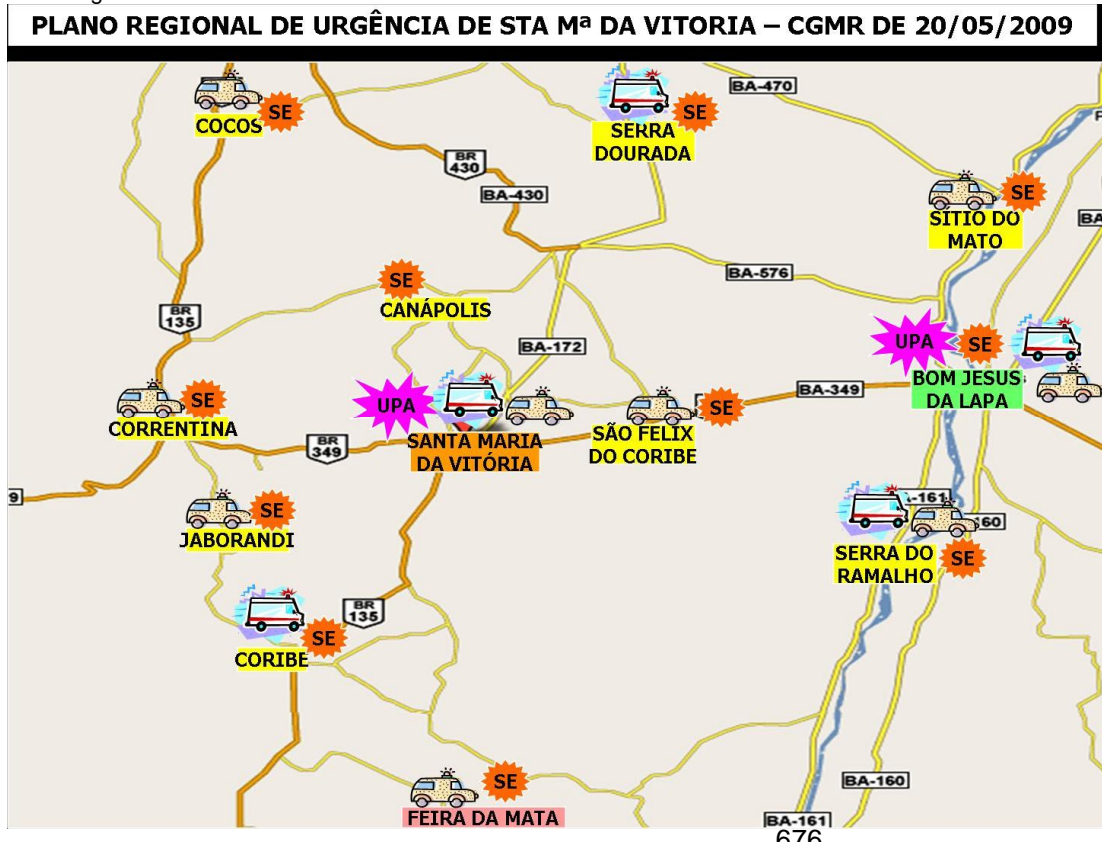 PLANO REGIONAL DE URGÊNCIA DE STA Mª DA VITORIA – CGMR DE 20/05/2009
COCOS
SE
SERRA
DOURADA
SE
BA-470
BR
430
BA-430
SE
SÍTIO DO
MATO
BA
SE
CANÁPOLIS
BA-576
BR
135
BA-172
UPA
SE
BOM JESUS
DA LAPA
SE
CORRENTINA
UPA
SANTA MARIA
DA VITÓRIA
SÃO FELIX
DO CORIBE
SE
BA-349
BR
349
9
SE
JABORANDI
A-161
60
SERRA DO
RAMALHO
SE
BR
135
SE
CORIBE
SE
FEIRA DA MATA
BA-160
BA-161
676